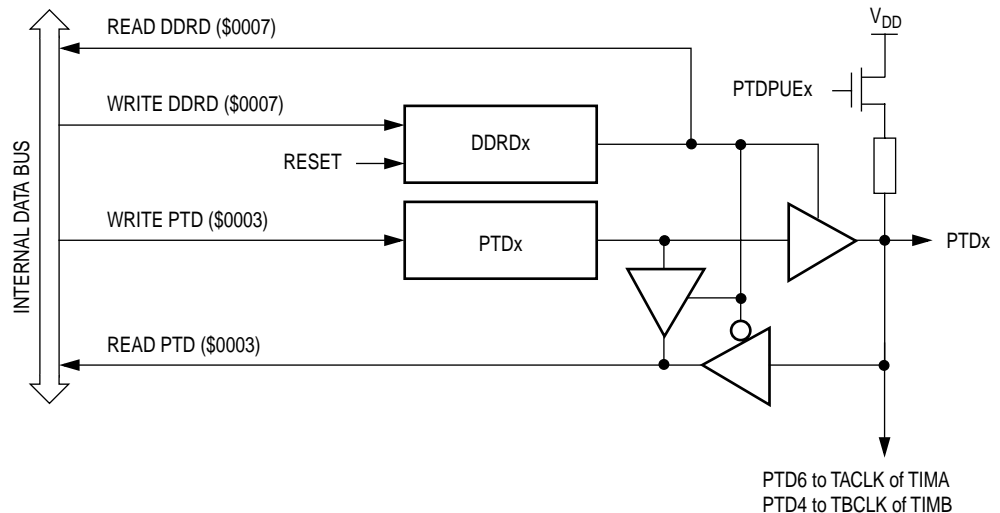 READ DDRD ($0007)
V_DD
PTDPUEx
WRITE DDRD ($0007)
DDRDx
RESET
WRITE PTD ($0003)
PTDx
PTDx
INTERNAL DATA BUS
READ PTD ($0003)
PTD6 to TACLK of TIMA
PTD4 to TBCLK of TIMB